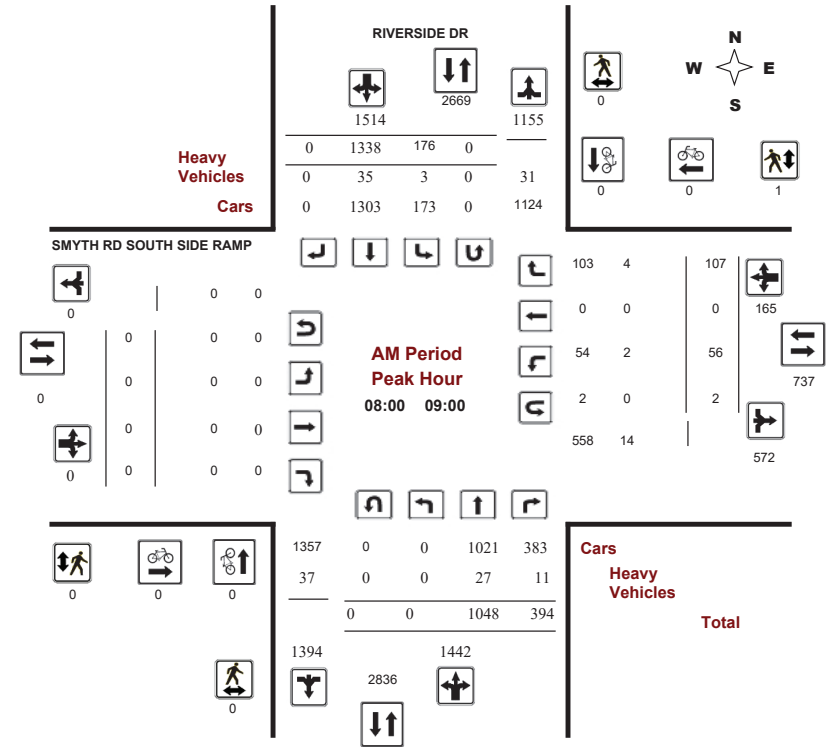 RIVERSIDE DR
N
W E
S
2669
0
1514 1155
0 1338 176 0
Heavy
Vehicles
0 35 3 0 31
Cars
0 1303 173 0 1124
0 0 1
SMYTH RD SOUTH SIDE RAMP
0
0 0
103 4 107
165
0 0 0
0 0 0
737
54 2 56
0 0 0
0
2 0 2
0 0 0
558 14
572
0
0 0 0
AM Period
Peak Hour
08:00 09:00
1357 0 0 1021 383
Cars
37 0 0 27 11
Heavy
Vehicles
0 0 1048 394
Total
0 0 0
1394 1442
2836
0